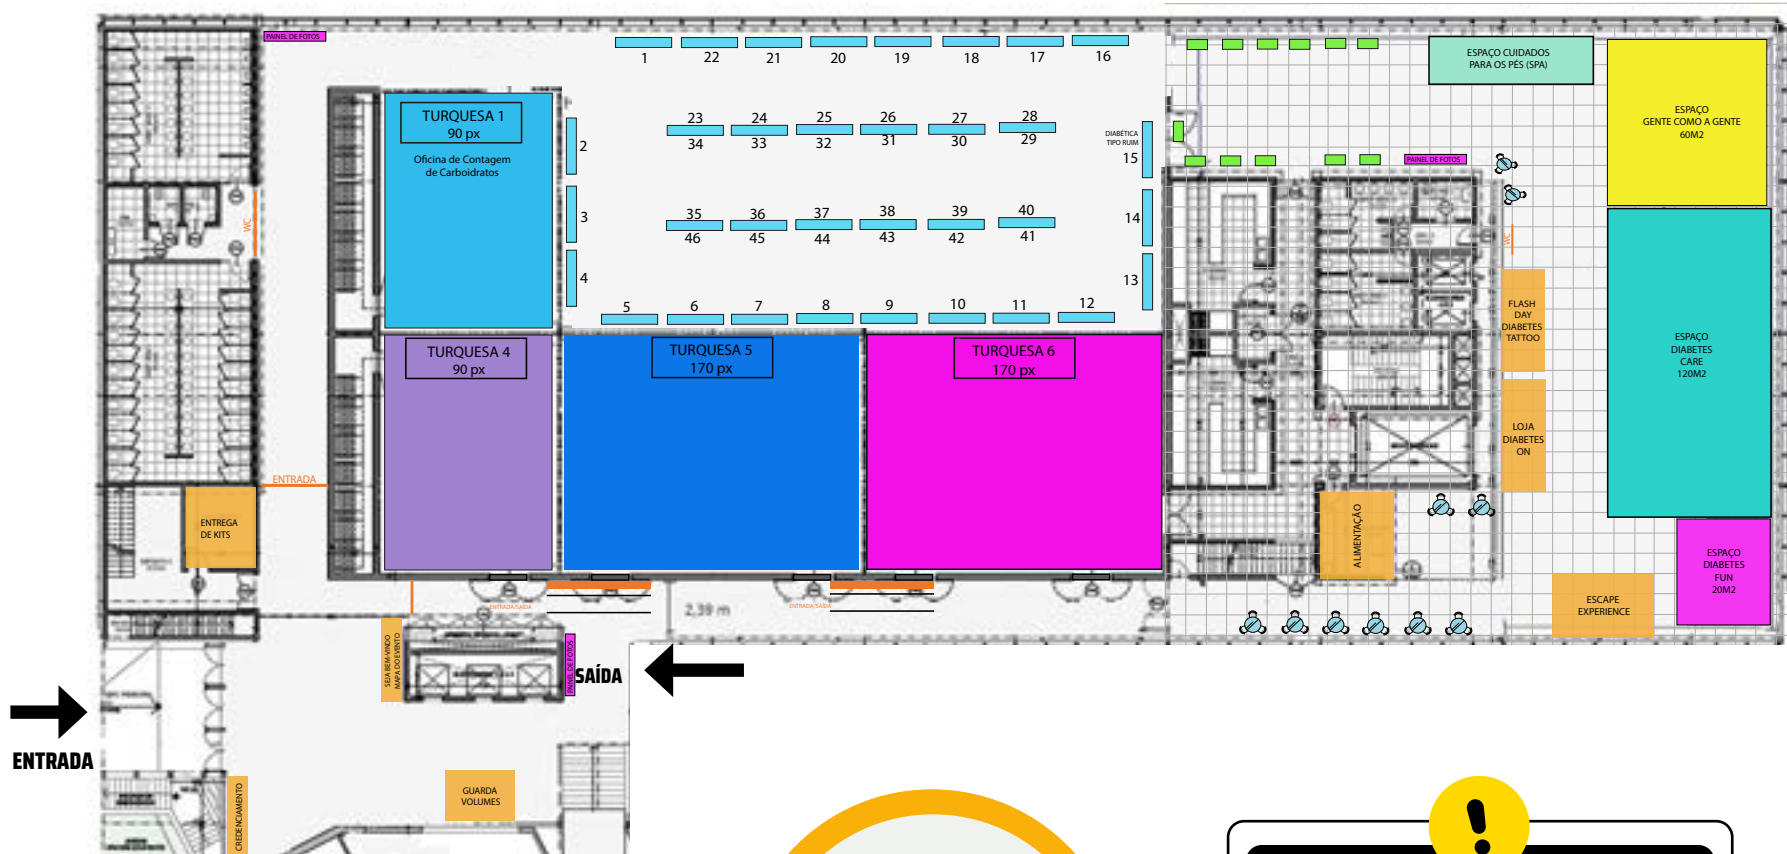 PAINEL DE FOTOS
1 22 21 20 19 18 17 16
ESPAÇO CUIDADOS
PARA OS PÉS (SPA)
ESPAÇO
GENTE COMO A GENTE
60M2
TURQUESA 1
90 px
Oficina de Contagem
de Carboidratos
23 24 25 26 27 28
34 33 32 31 30 29
2
DIABÉTICA
TIPO RUIM
15
PAINEL DE FOTOS
WC
3
35 36 37 38 39 40
46 45 44 43 42 41
14
WC
4
13
5 6 7 8 9 10 11 12
FLASH
DAY
DIABETES
TATTOO
ESPAÇO
DIABETES
CARE
120M2
TURQUESA 4
90 px
TURQUESA 5
170 px
TURQUESA 6
170 px
LOJA
DIABETES
ON
ENTRADA
ENTREGA
DE KITS
ALIMENTAÇÃO
ESPAÇO
DIABETES
FUN
20M2
ESCAPE
EXPERIENCE
ENTRADA/SAÍDA
ENTRADA/SAÍDA
2,39 m
SEJA BEM-VINDO
MAPA DO EVENTO
PAINEL DE FOTOS
SAÍDA
ENTRADA
CREDENCIAMENTO
GUARDA
VOLUMES
!